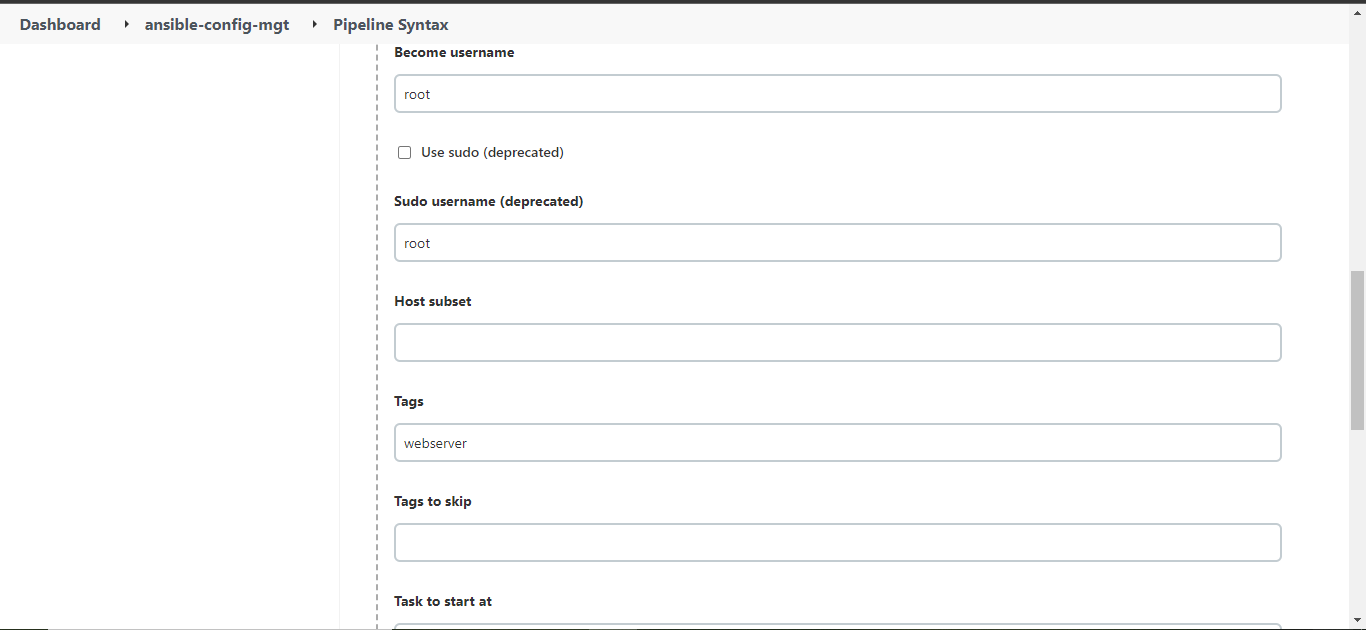 Dashboard ansible-config-mgt Pipeline Syntax
Become username
root
Use sudo (deprecated)
Sudo username (deprecated)
root
Host subset
Tags
webserver
Tags to skip
Task to start at